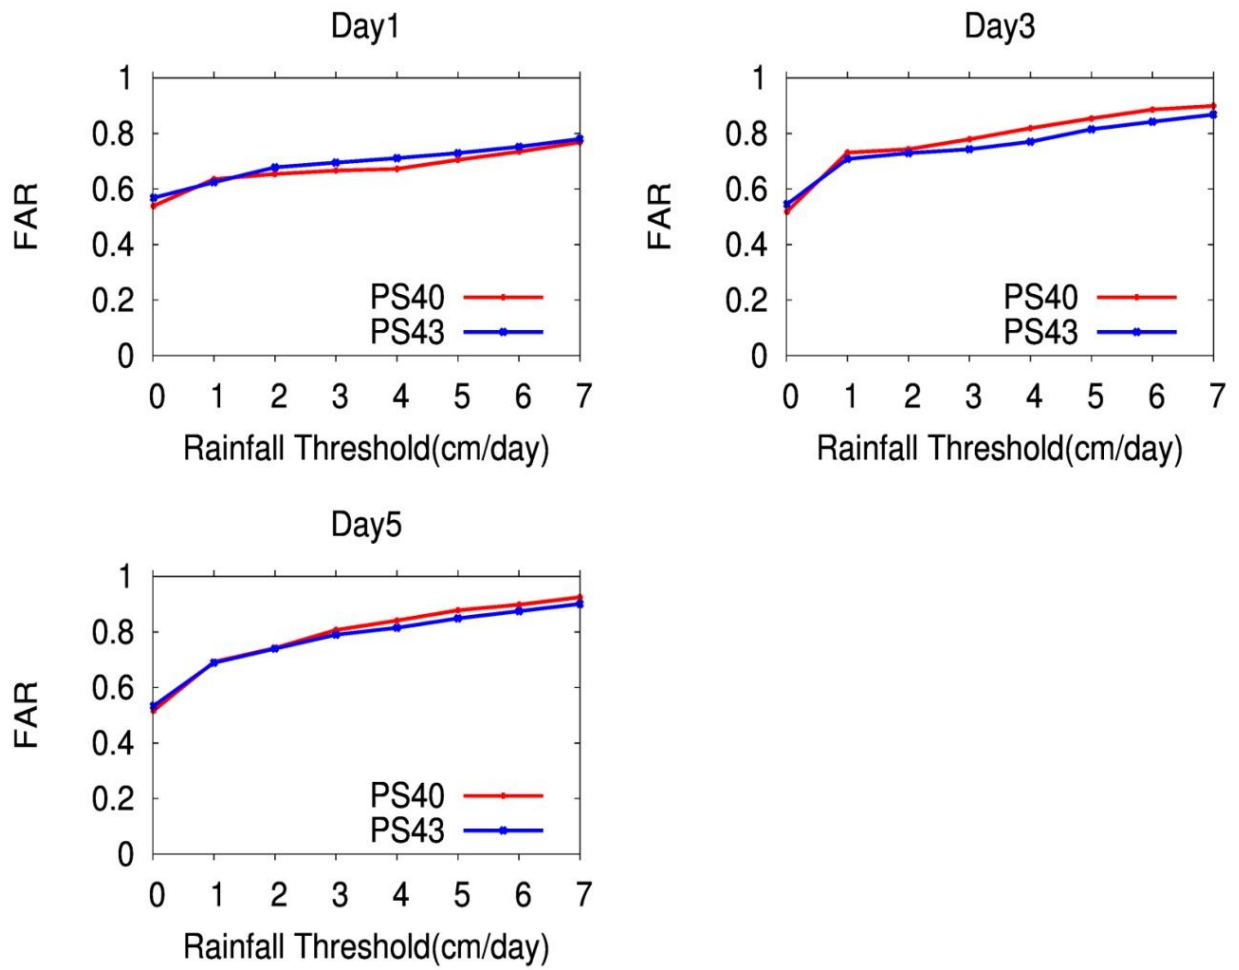 Day1
1
0.8
0.6
0.4
0.2
0
FAR
PS40
PS43
0 1 2 3 4 5 6 7
Rainfall Threshold(cm/day)
Day3
1
0.8
0.6
0.4
0.2
0
FAR
PS40
PS43
0 1 2 3 4 5 6 7
Rainfall Threshold(cm/day)
Day5
1
0.8
0.6
0.4
0.2
0
FAR
PS40
PS43
0 1 2 3 4 5 6 7
Rainfall Threshold(cm/day)